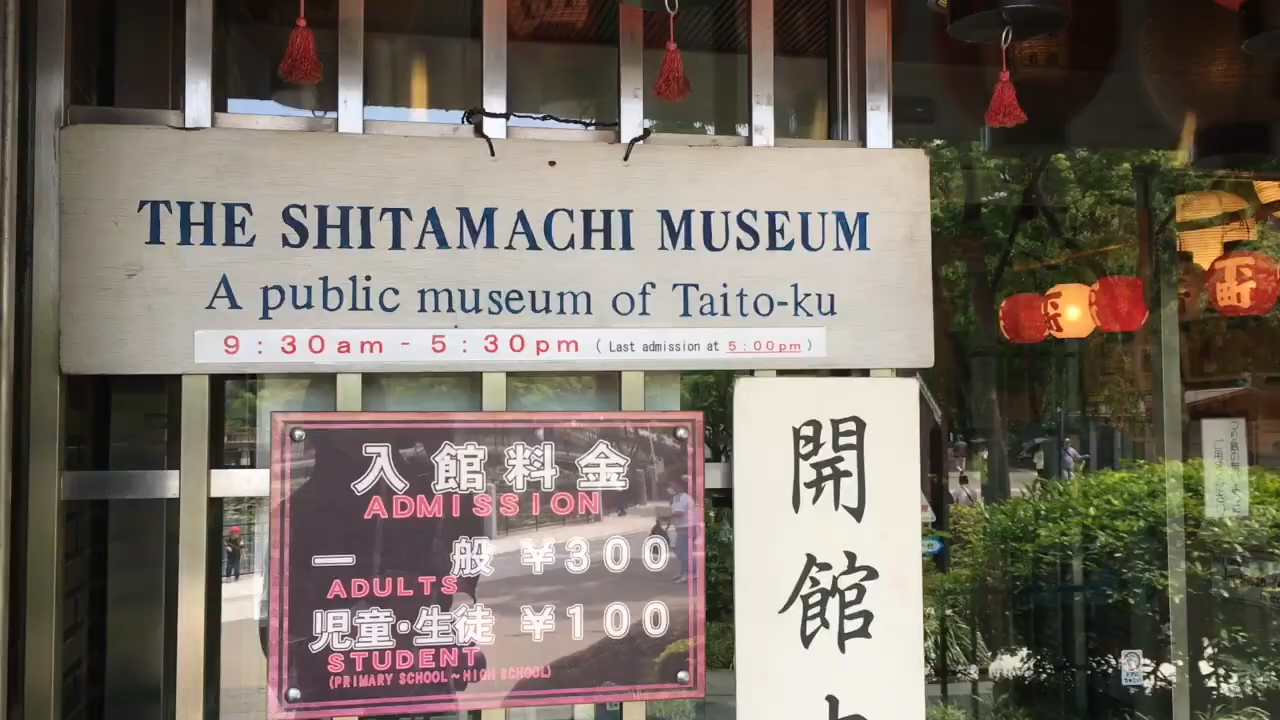 THE SHITAMACHI MUSEUM
A public museum of Taito-ku
9:30am - 5:30pm (Last admission at 5:00pm)
入館料金
ADMISSION
一般 ¥300
ADULTS
児童・生徒 ¥100
STUDENT
(PRIMARY SCHOOL~HIGH SCHOOL)
開館
下町